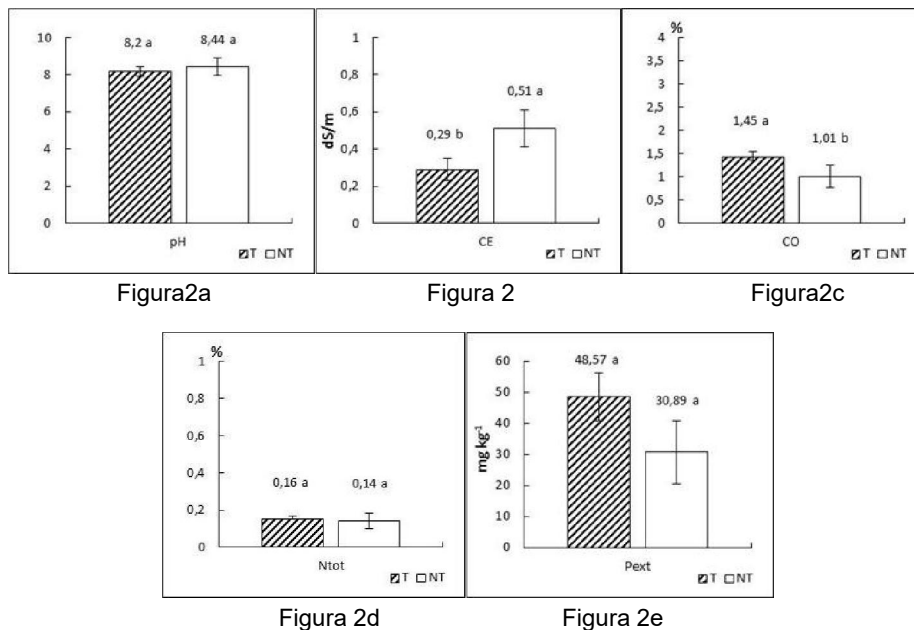 10
8
6
4
2
0
8,2 a
8,44 a
pH
T NT
Figura2a
1
0,8
0,6
0,4
0,2
0
dS/m
0,29 b
0,51 a
CE
T NT
Figura 2
%
4
3,5
3
2,5
2
1,5
1
0,5
0
1,45 a
1,01 b
CO
T NT
Figura2c
%
1
0,8
0,6
0,4
0,2
0
0,16 a
0,14 a
Ntot
T NT
Figura 2d
60
50
40
30
20
10
0
mg kg⁻¹
48,57 a
30,89 a
Pext
T NT
Figura 2e